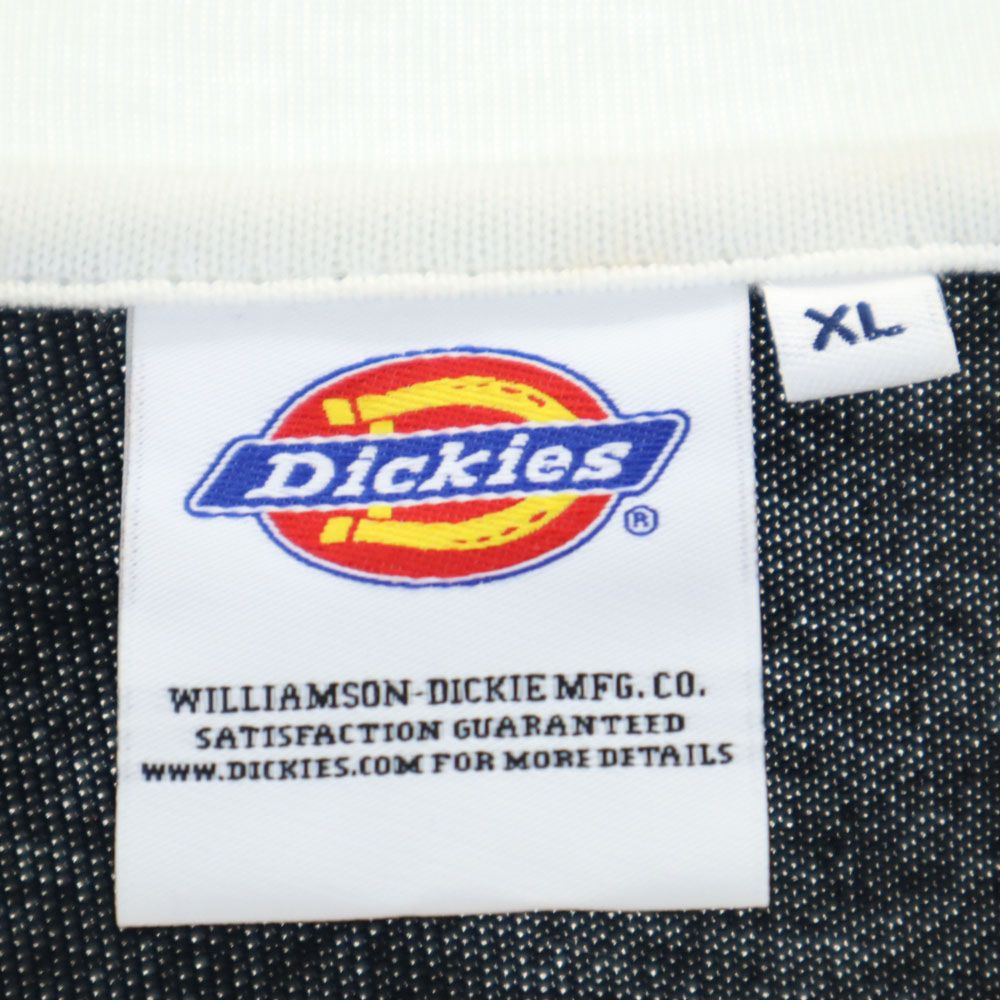 XL
Dickies
®
WILLIAMSON-DICKIE MFG. CO.
SATISFACTION GUARANTEED
WWW.DICKIES.COM FOR MORE DETAILS